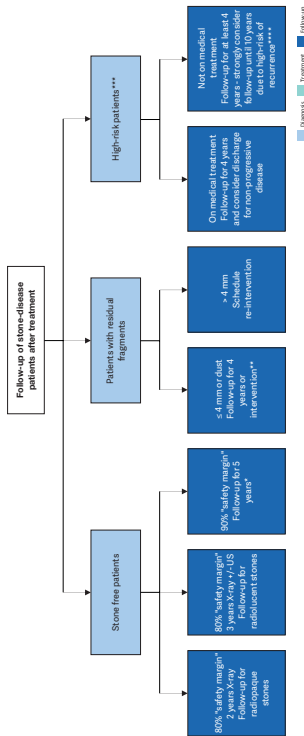 Follow-up of stone-disease
patients after treatment
Stone free patients
Patients with residual
fragments
High-risk patients***
80% "safety margin"
2 years X-ray
Follow-up for
radiopaque
stones
80% "safety margin"
3 years X-ray +/- US
Follow-up for
radiolucent stones
90% "safety margin"
Follow-up for 5
years*
≤ 4 mm or dust
Follow-up for 4
years or
intervention**
> 4 mm
Schedule
re-intervention
On medical treatment
Follow-up for 4 years
and consider discharge
for non-progressive
disease
Not on medical
treatment
Follow-up for at least 4
years - strongly consider
follow-up until 10 years
due to high-risk of
recurrence****
Diagnosis
Treatment
Follow-up